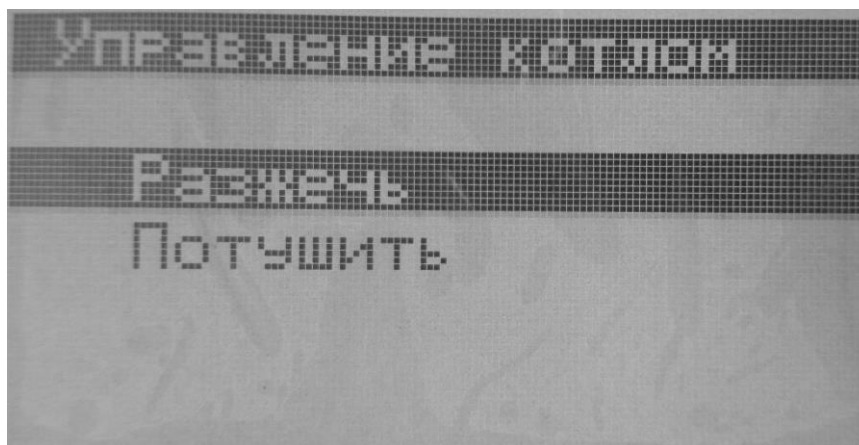 Управление котлом
Разжечь
Потушить